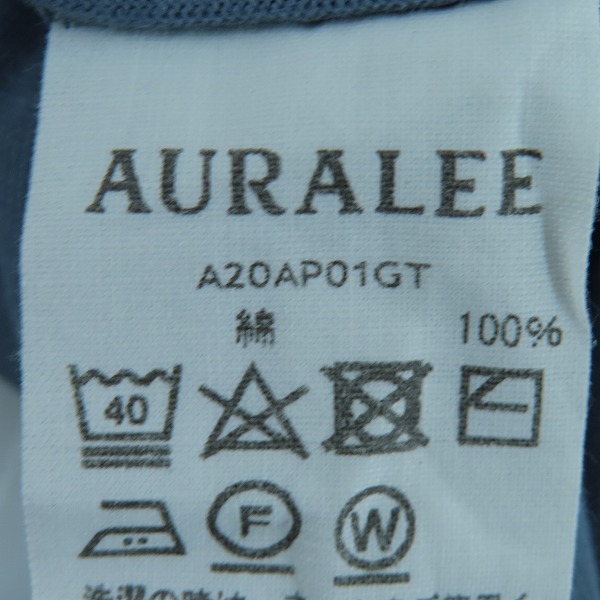 AURALEE
A20AP01GT
綿 100%
40
F W